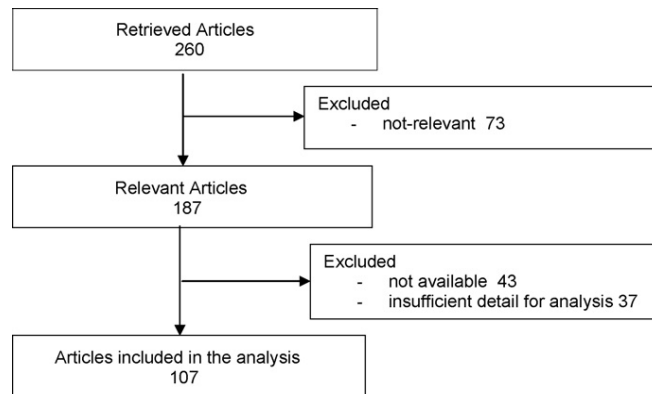 Retrieved Articles
260
Excluded
- not-relevant 73
Relevant Articles
187
Excluded
- not available 43
- insufficient detail for analysis 37
Articles included in the analysis
107